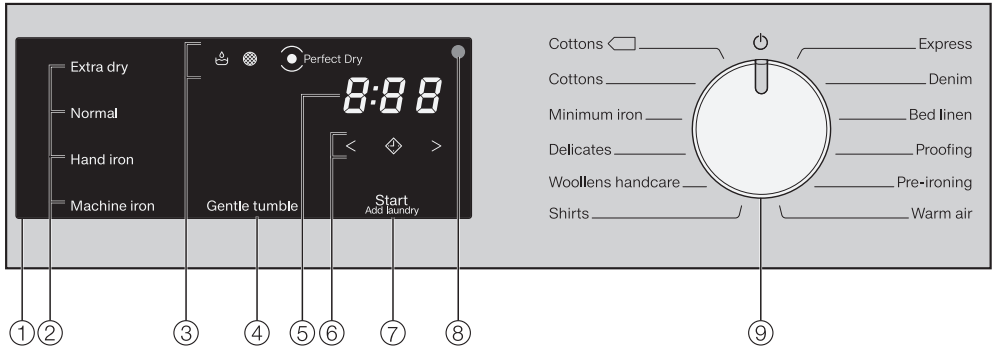 Extra dry
Normal
Hand iron
Machine iron
Perfect Dry
8:88
< >
Gentle tumble
Start
Add laundry
Cottons
Cottons
Minimum iron
Delicates
Woollens handcare
Shirts
Express
Denim
Bed linen
Proofing
Pre-ironing
Warm air
① ② ③ ④ ⑤ ⑥ ⑦ ⑧ ⑨